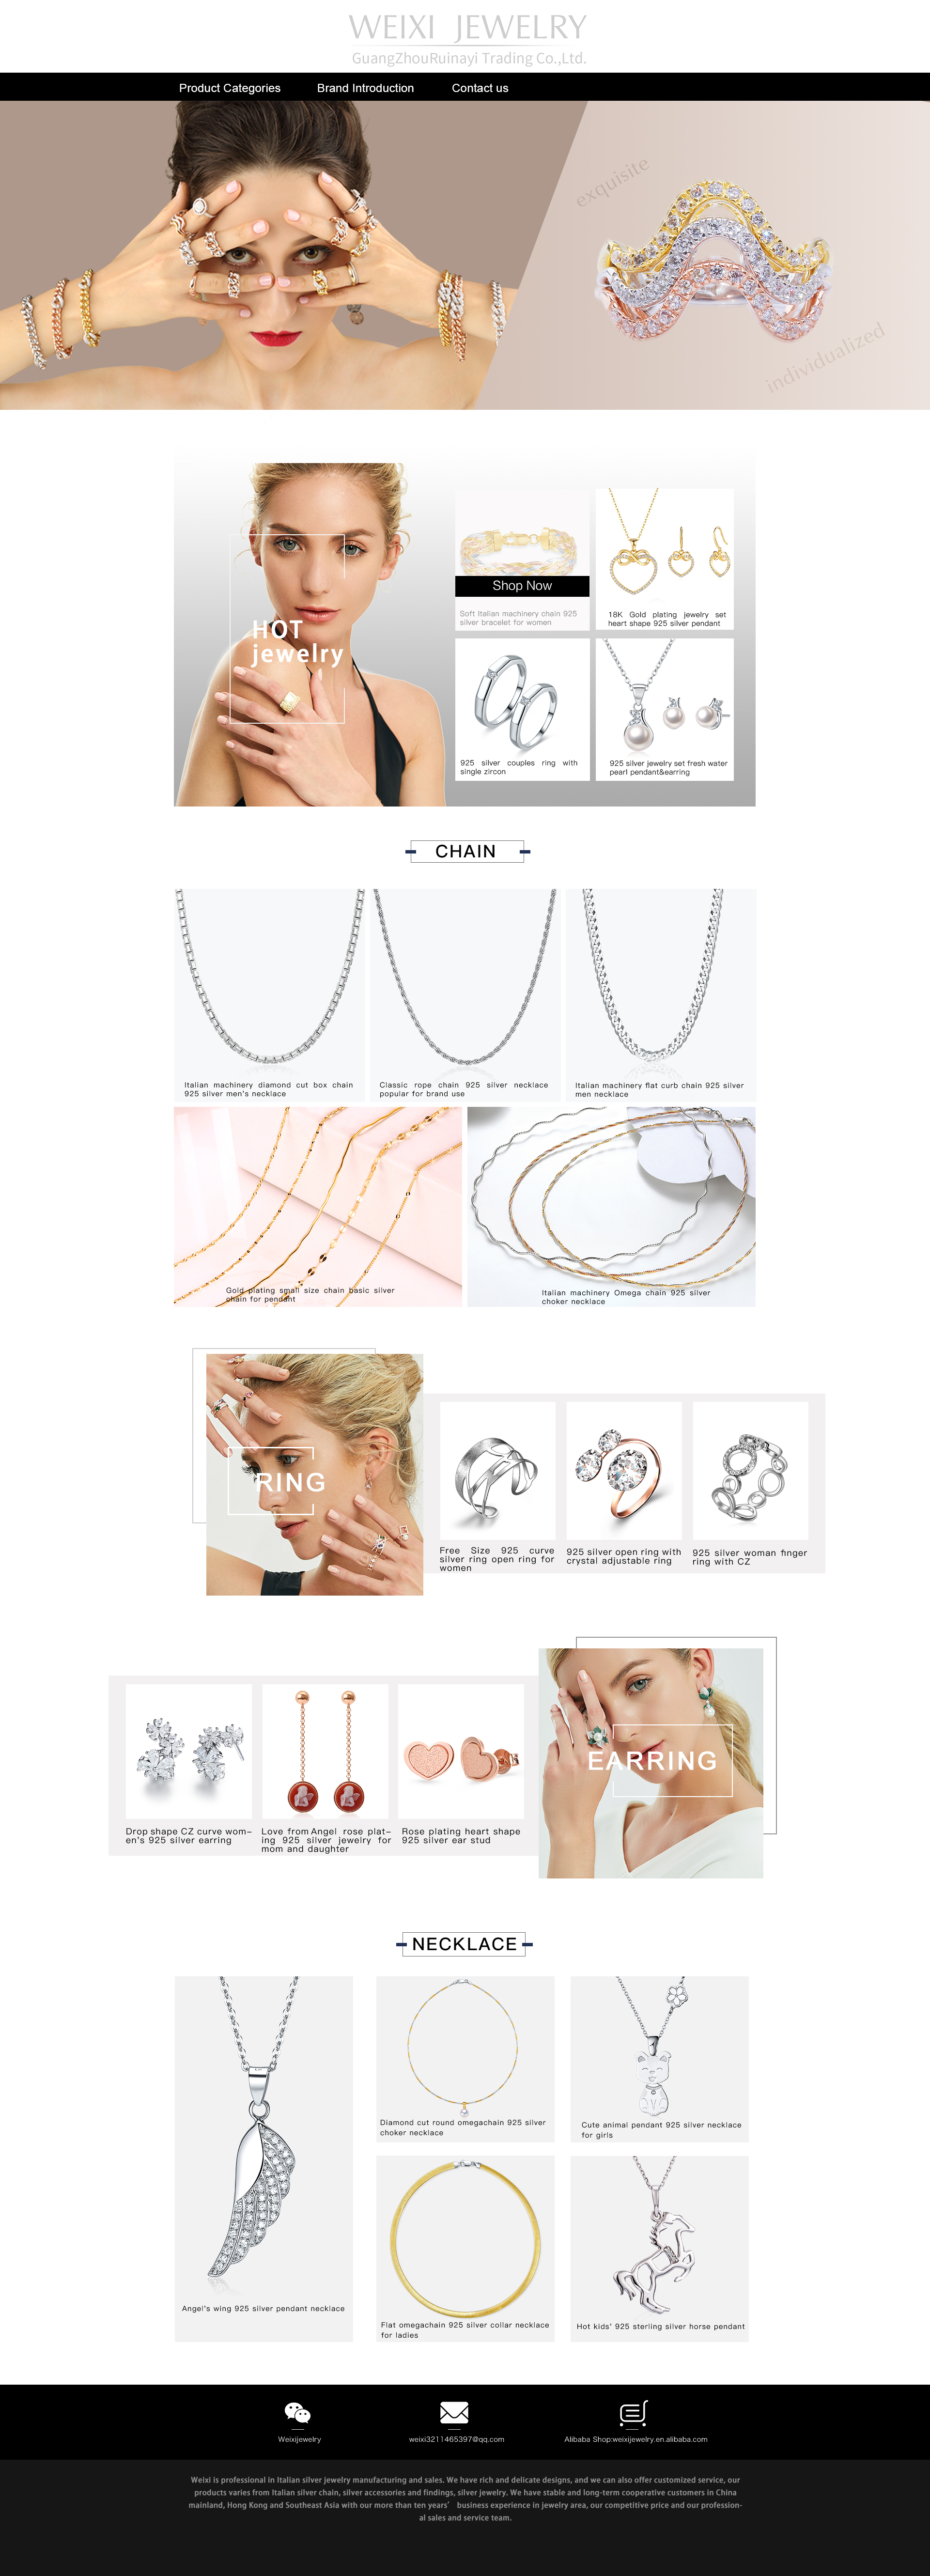 WEIXI JEWELRY
GuangZhouRuinayi Trading Co.,Ltd.
Product Categories
Brand Introduction
Contact us
exquisite
individualized
HOT
jewelry
Shop Now
Soft Italian machinery chain 925
silver bracelet for women
18K Gold plating jewelry set
heart shape 925 silver pendant
925 silver couples ring with
single zircon
925 silver jewelry set fresh water
pearl pendant&earring
CHAIN
Italian machinery diamond cut box chain
925 silver men's necklace
Classic rope chain 925 silver necklace
popular for brand use
Italian machinery flat curb chain 925 silver
men necklace
Gold plating small size chain basic silver
chain for pendant
Italian machinery Omega chain 925 silver
choker necklace
RING
Free Size 925 curve
silver ring open ring for
women
925 silver open ring with
crystal adjustable ring
925 silver woman finger
ring with CZ
EARRING
Drop shape CZ curve wom-
en's 925 silver earring
Love from Angel rose plat-
ing 925 silver jewelry for
mom and daughter
Rose plating heart shape
925 silver ear stud
NECKLACE
Angel's wing 925 silver pendant necklace
Diamond cut round omegachain 925 silver
choker necklace
Cute animal pendant 925 silver necklace
for girls
Flat omegachain 925 silver collar necklace
for ladies
Hot kids' 925 sterling silver horse pendant
Weixijewelry
weixi3211465397@qq.com
Alibaba Shop:weixijewelry.en.alibaba.com
Weixi is professional in Italian silver jewelry manufacturing and sales. We have rich and delicate designs, and we can also offer customized service, our
products varies from Italian silver chain, silver accessories and findings, silver jewelry. We have stable and long-term cooperative customers in China
mainland, Hong Kong and Southeast Asia with our more than ten years' business experience in jewelry area, our competitive price and our profession-
al sales and service team.